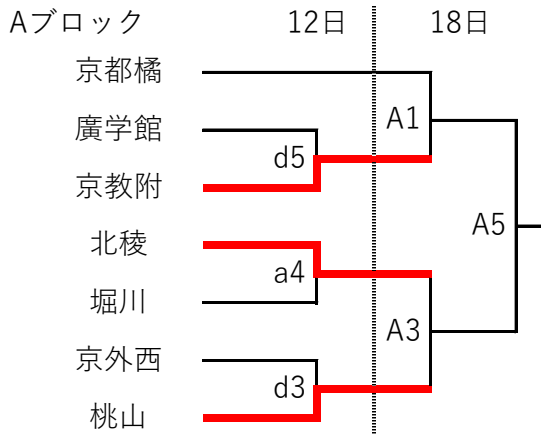 Aブロック 12日 18日
京都橘
廣学館
京教附
北稜
堀川
京外西
桃山
d5
a4
d3
A1
A3
A5